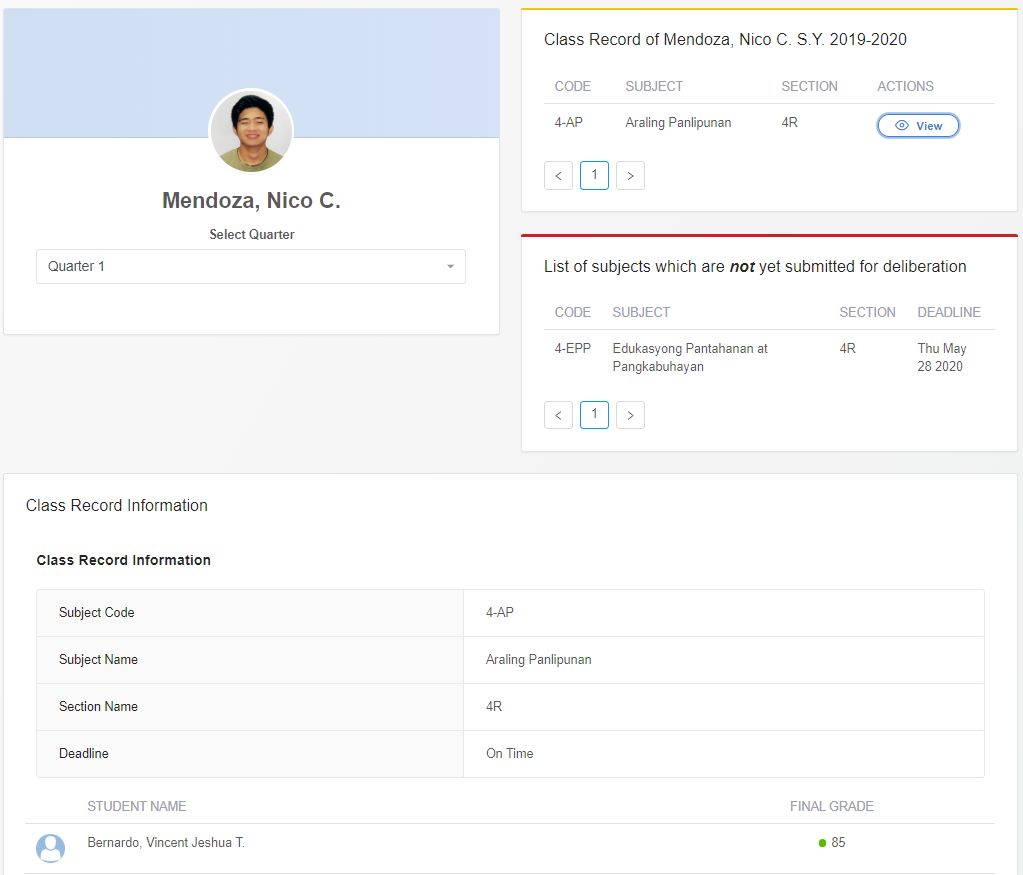 Mendoza, Nico C.
Select Quarter
Quarter 1
Class Record of Mendoza, Nico C. S.Y. 2019-2020
CODE SUBJECT SECTION ACTIONS
4-AP Araling Panlipunan 4R View
< 1 >
List of subjects which are not yet submitted for deliberation
CODE SUBJECT SECTION DEADLINE
4-EPP Edukasyong Pantahanan at 4R Thu May
Pangkabuhayan 28 2020
< 1 >
Class Record Information
Class Record Information
Subject Code 4-AP
Subject Name Araling Panlipunan
Section Name 4R
Deadline On Time
STUDENT NAME FINAL GRADE
Bernardo, Vincent Jeshua T. 85